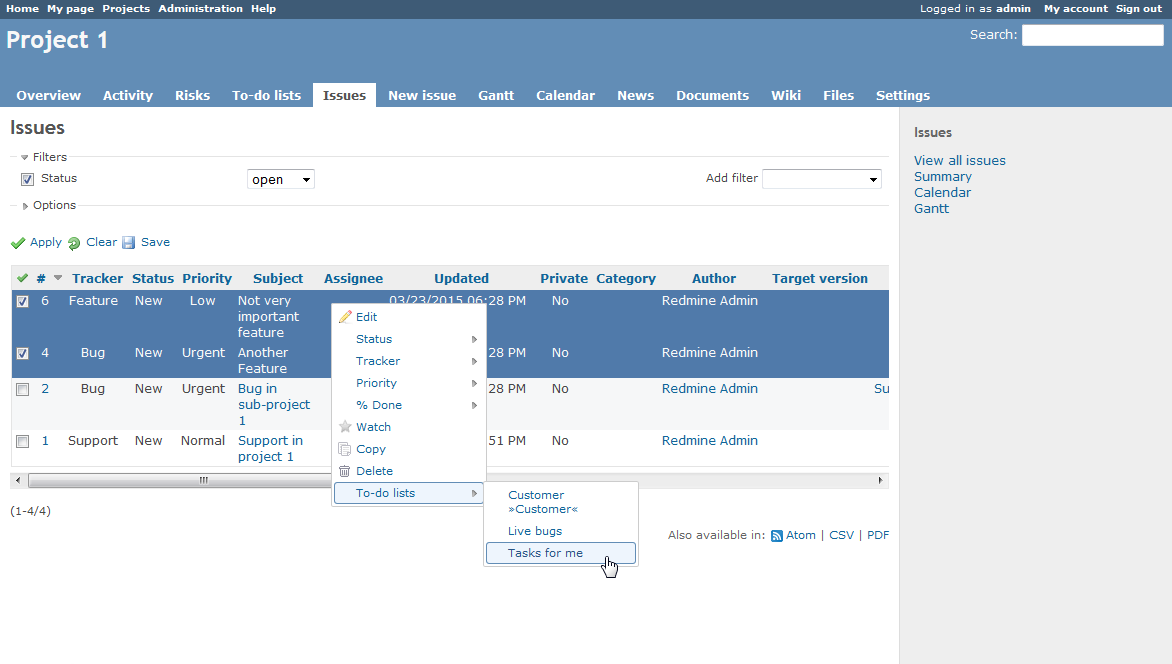 Home My page Projects Administration Help Logged in as admin My account Sign out
Project 1 Search:
Overview Activity Risks To-do lists Issues New issue Gantt Calendar News Documents Wiki Files Settings
Issues
Filters
Status open Add filter
Options
Apply Clear Save
# Tracker Status Priority Subject Assignee Updated Private Category Author Target version
6 Feature New Low Not very 03/23/2015 06:28 PM No Redmine Admin
important
feature
4 Bug New Urgent Another 28 PM No Redmine Admin
Feature
2 Bug New Urgent Bug in 28 PM No Redmine Admin Su
sub-project
1
1 Support New Normal Support in 51 PM No Redmine Admin
project 1
Edit
Status
Tracker
Priority
% Done
Watch
Copy
Delete
To-do lists
Customer
»Customer«
Live bugs
Tasks for me
(1-4/4)
Also available in: Atom | CSV | PDF
Issues
View all issues
Summary
Calendar
Gantt